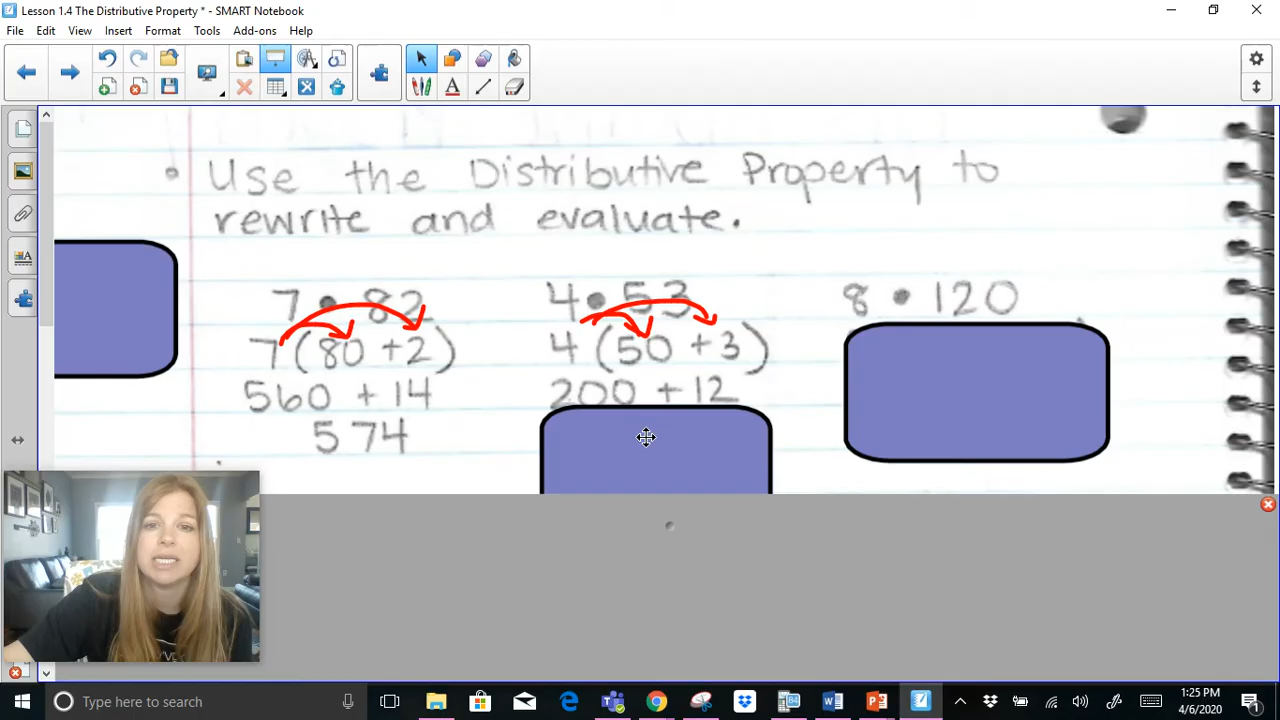 Lesson 1.4 The Distributive Property * - SMART Notebook
File Edit View Insert Format Tools Add-ons Help
• Use the Distributive Property to
rewrite and evaluate.
7 • 82
7(80 + 2)
560 + 14
574
4 • 53
4(50 + 3)
200 + 12
8 • 120
Type here to search
1:25 PM
4/6/2020
1